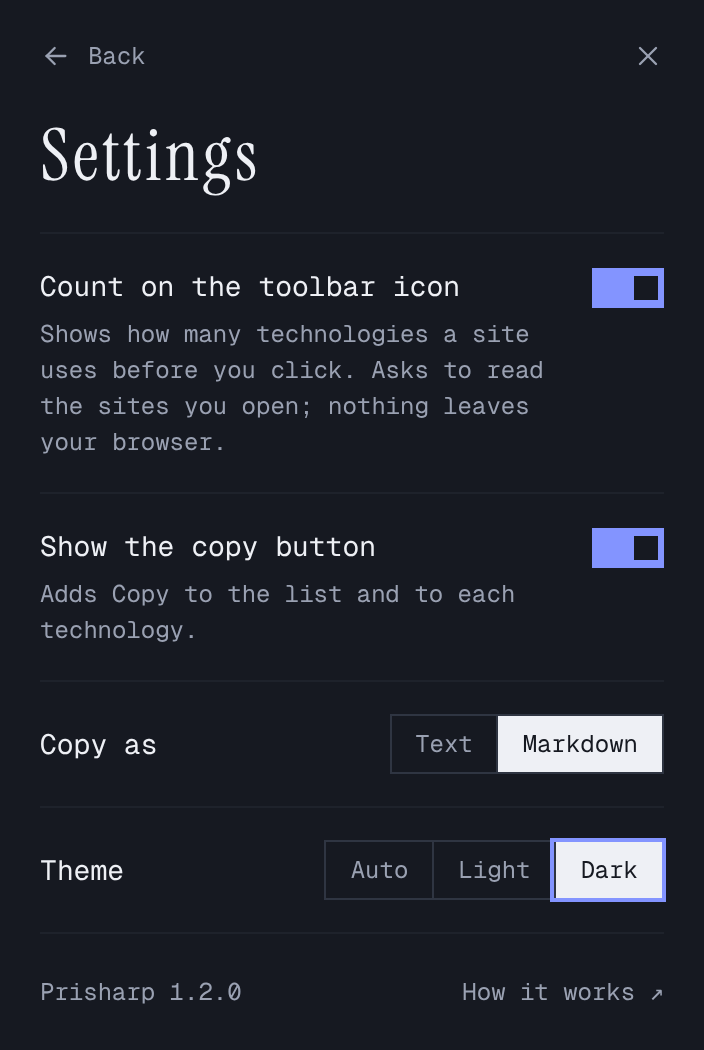 ← Back
Settings
Count on the toolbar icon
Shows how many technologies a site
uses before you click. Asks to read
the sites you open; nothing leaves
your browser.
Show the copy button
Adds Copy to the list and to each
technology.
Copy as
Text
Markdown
Theme
Auto
Light
Dark
Prisharp 1.2.0
How it works ↗